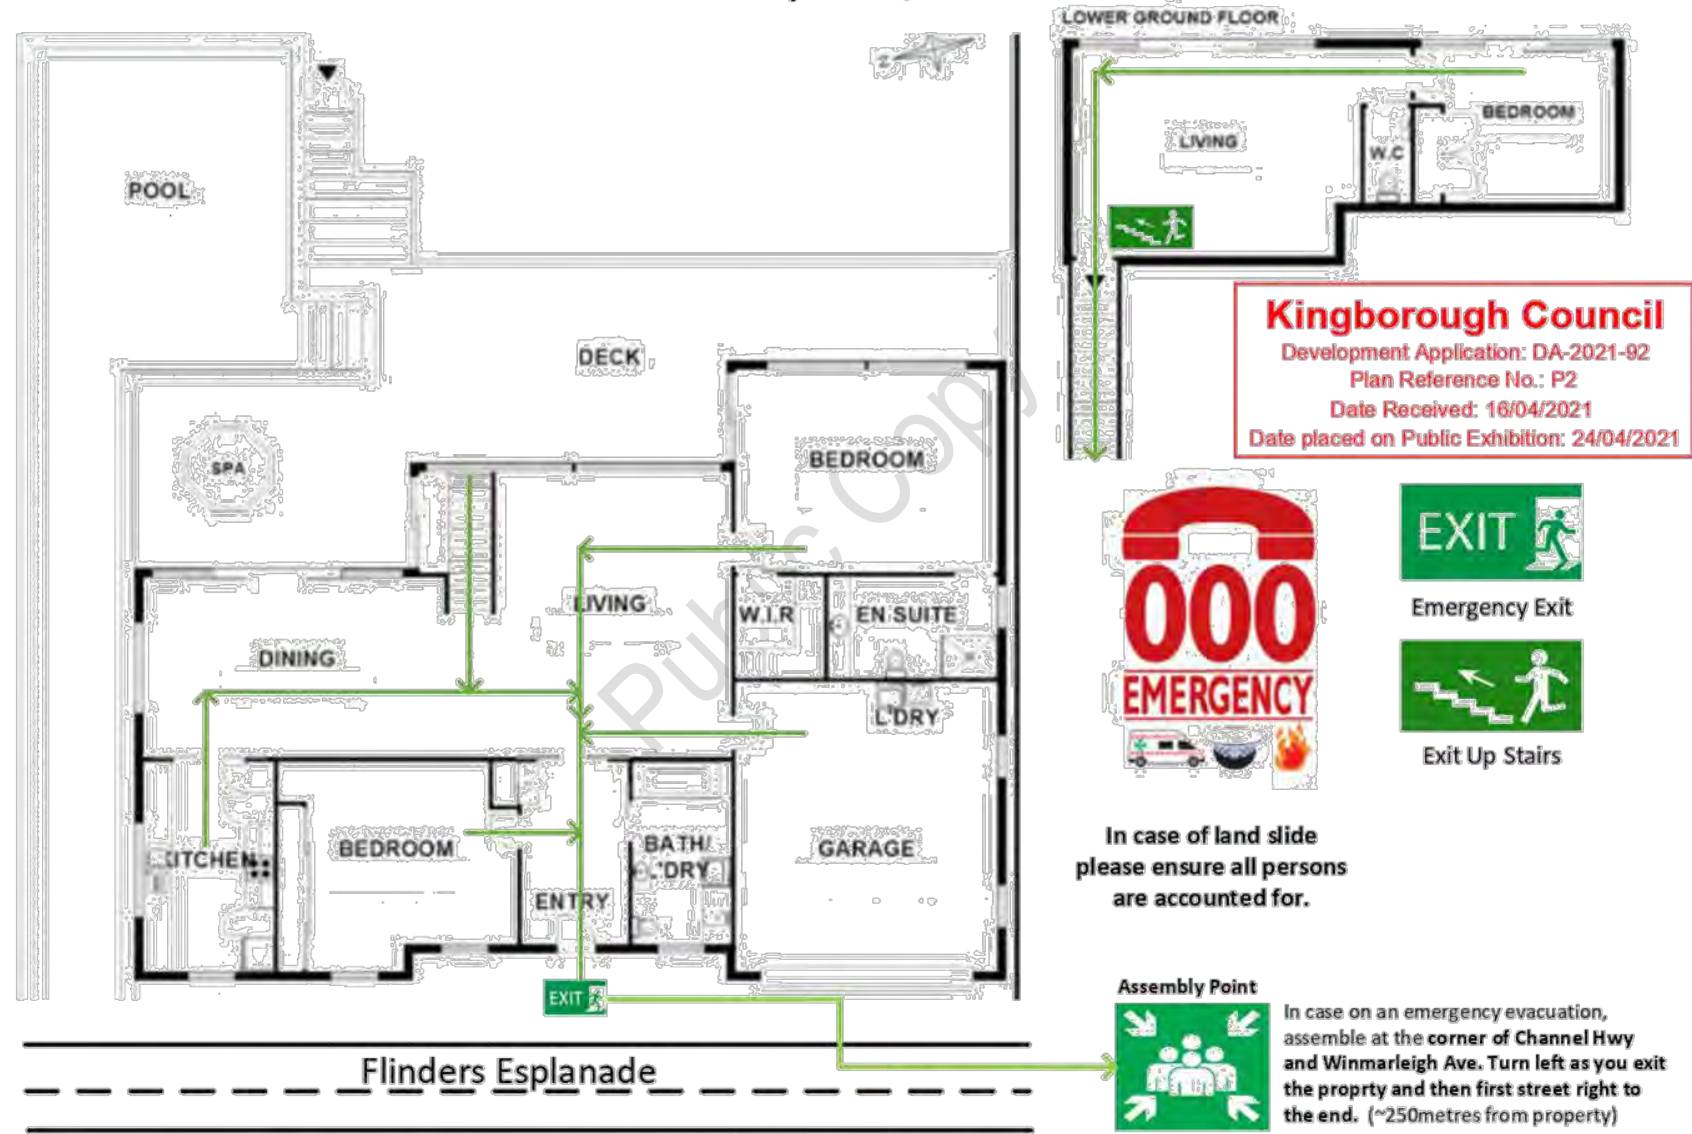 LOWER GROUND FLOOR
POOL
LIVING
W.C
BEDROOM
Kingborough Council
Development Application: DA-2021-92
Plan Reference No.: P2
Date Received: 16/04/2021
Date placed on Public Exhibition: 24/04/2021
DECK
SPA
BEDROOM
Public Copy
DINING
LIVING
W.I.R
EN SUITE
L'DRY
KITCHEN
BEDROOM
ENTRY
BATH/
L'DRY
GARAGE
EXIT
Flinders Esplanade
000
EMERGENCY
EXIT
Emergency Exit
Exit Up Stairs
In case of land slide
please ensure all persons
are accounted for.
Assembly Point
In case on an emergency evacuation,
assemble at the corner of Channel Hwy
and Winmarleigh Ave. Turn left as you exit
the proprty and then first street right to
the end. (~250metres from property)